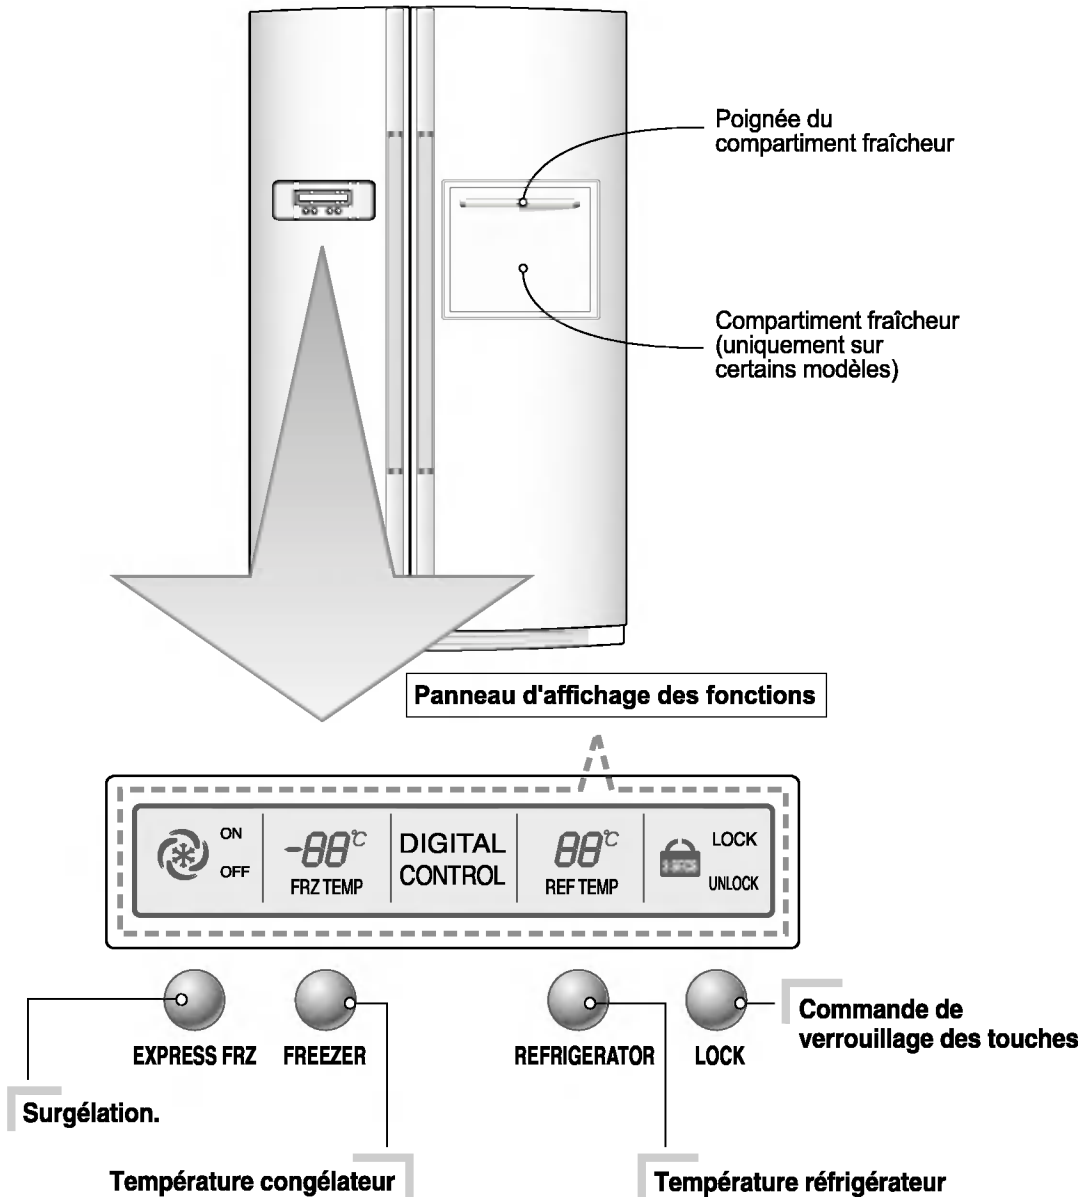 Poignée du
compartiment fraîcheur
Compartiment fraîcheur
(uniquement sur
certains modèles)
Panneau d'affichage des fonctions
ON
OFF
-88°C
FRZ TEMP
DIGITAL
CONTROL
88°C
REF TEMP
LOCK
UNLOCK
EXPRESS FRZ
FREEZER
REFRIGERATOR
LOCK
Commande de
verrouillage des touches
Surgélation.
Température congélateur
Température réfrigérateur